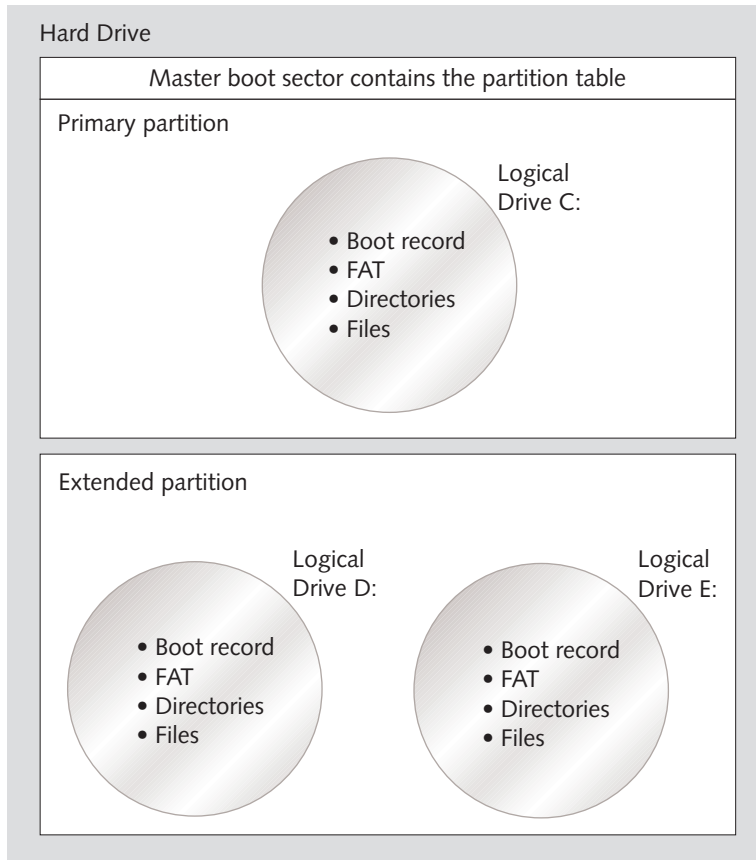 Hard Drive
Master boot sector contains the partition table
Primary partition
Logical
Drive C:
• Boot record
• FAT
• Directories
• Files
Extended partition
Logical
Drive D:
• Boot record
• FAT
• Directories
• Files
Logical
Drive E:
• Boot record
• FAT
• Directories
• Files